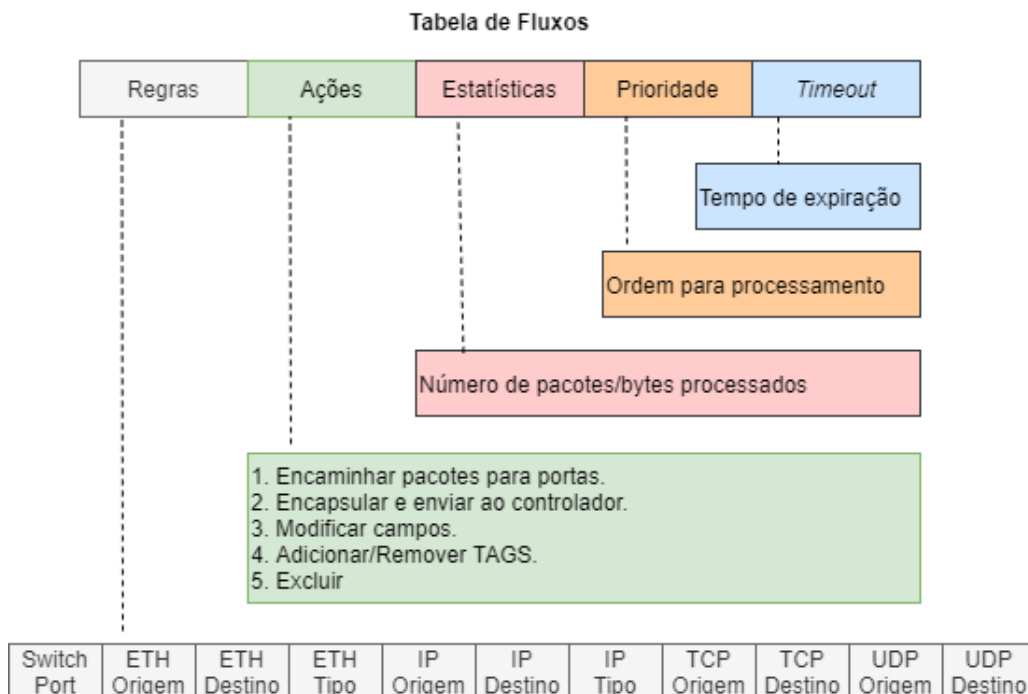 Tabela de Fluxos
Regras Ações Estatísticas Prioridade Timeout
Tempo de expiração
Ordem para processamento
Número de pacotes/bytes processados
1. Encaminhar pacotes para portas.
2. Encapsular e enviar ao controlador.
3. Modificar campos.
4. Adicionar/Remover TAGS.
5. Excluir
Switch ETH ETH ETH IP IP IP TCP TCP UDP UDP
Port Origem Destino Tipo Origem Destino Tipo Origem Destino Origem Destino